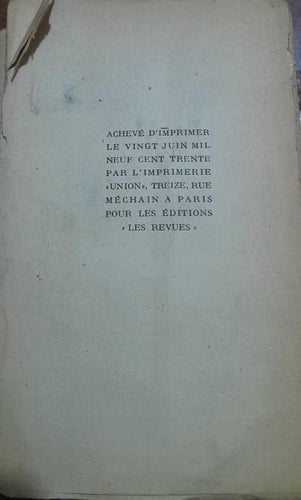 ACHEVÉ D'IMPRIMER
LE VINGT JUIN MIL
NEUF CENT TRENTE
PAR L'IMPRIMERIE
«UNION», TREIZE, RUE
MÉCHAIN A PARIS
POUR LES ÉDITIONS
« LES REVUES »